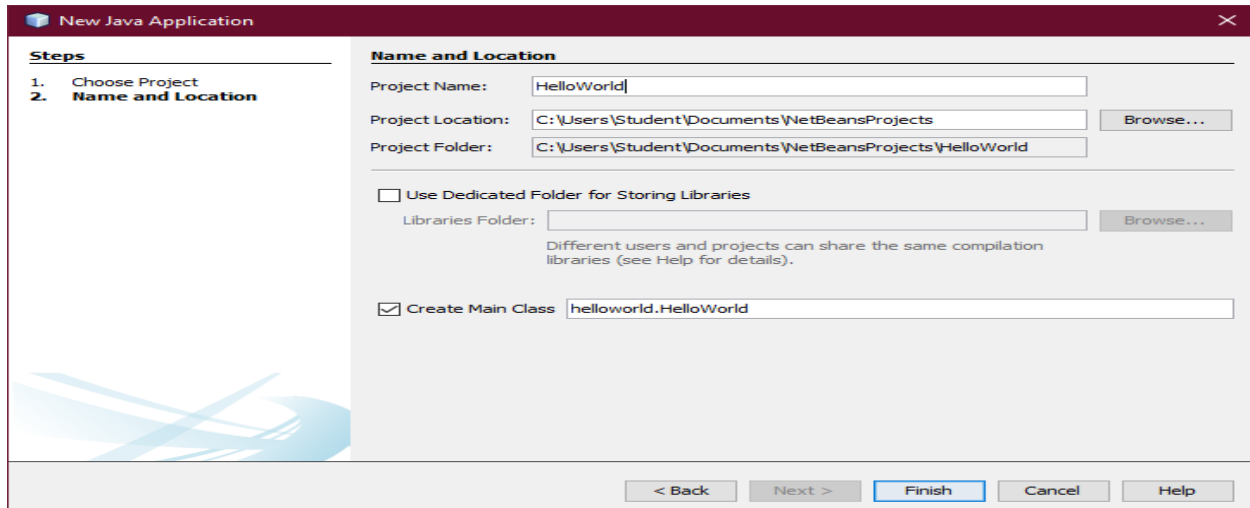 New Java Application
Steps
1. Choose Project
2. Name and Location
Name and Location
Project Name: HelloWorld
Project Location: C:\Users\Student\Documents\NetBeansProjects Browse...
Project Folder: C:\Users\Student\Documents\NetBeansProjects\HelloWorld
Use Dedicated Folder for Storing Libraries
Libraries Folder: Browse...
Different users and projects can share the same compilation
libraries (see Help for details).
Create Main Class helloworld.HelloWorld
< Back Next > Finish Cancel Help